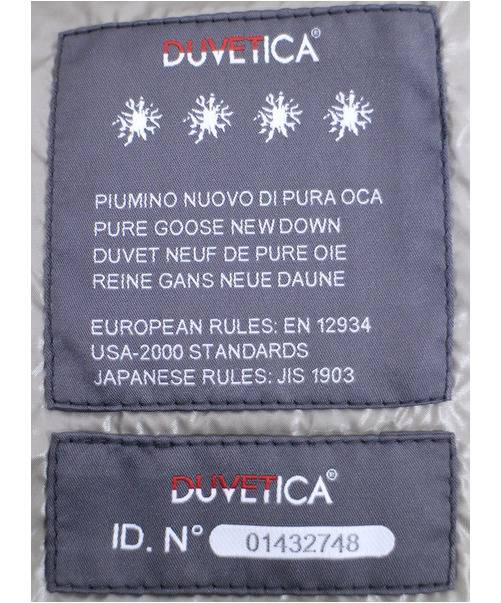 DUVETICA®
PIUMINO NUOVO DI PURA OCA
PURE GOOSE NEW DOWN
DUVET NEUF DE PURE OIE
REINE GANS NEUE DAUNE
EUROPEAN RULES: EN 12934
USA-2000 STANDARDS
JAPANESE RULES: JIS 1903
DUVETICA®
ID. N° 01432748